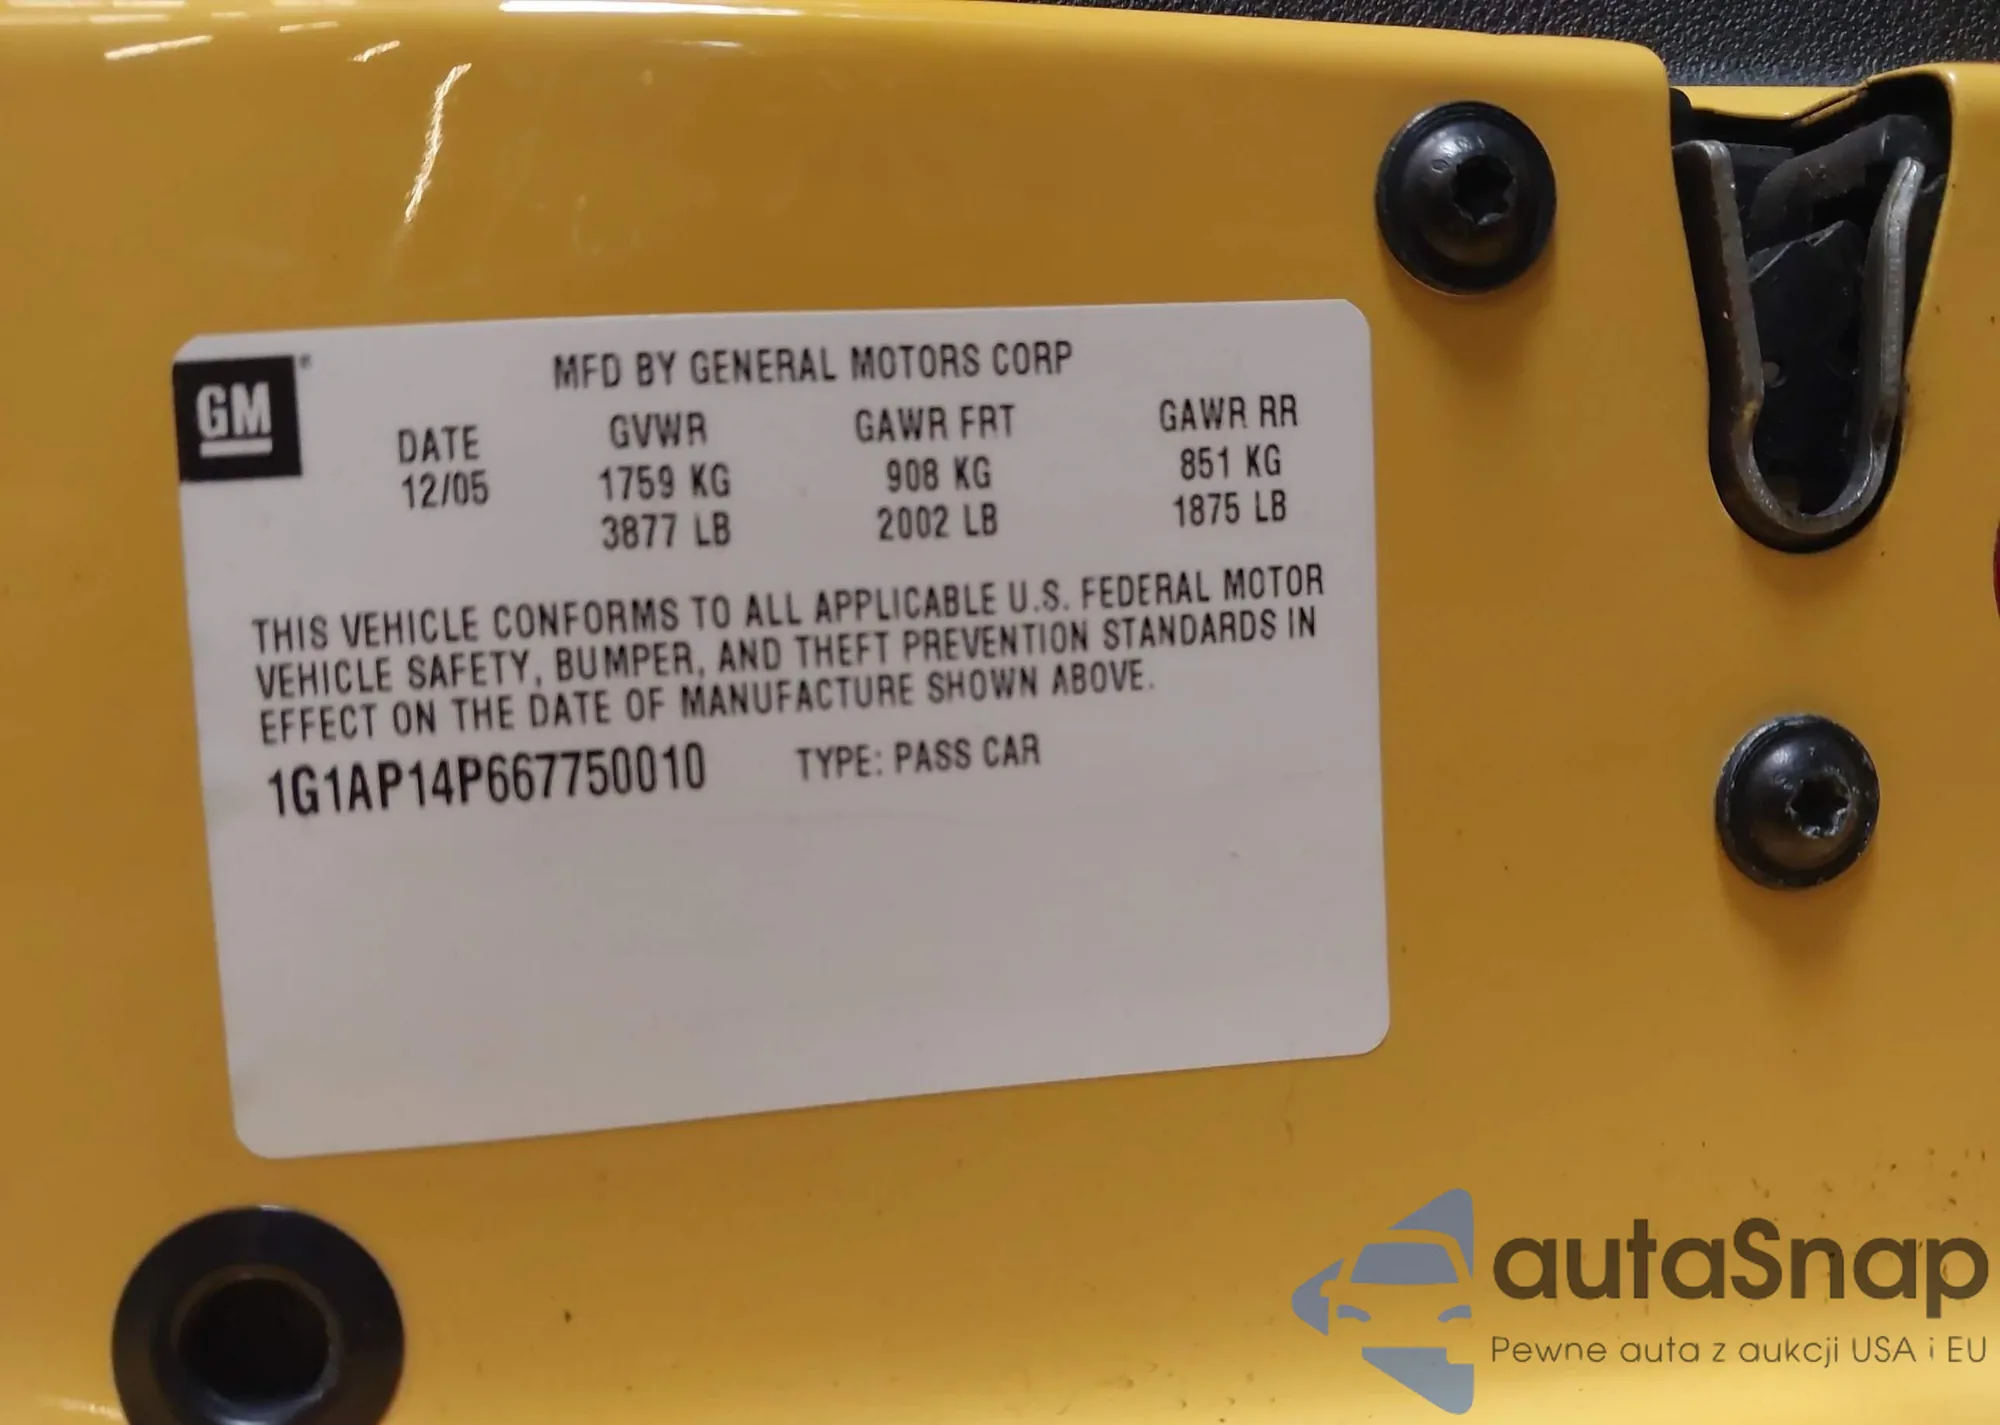 GM
MFD BY GENERAL MOTORS CORP
DATE GVWR GAWR FRT GAWR RR
12/05 1759 KG 908 KG 851 KG
3877 LB 2002 LB 1875 LB
THIS VEHICLE CONFORMS TO ALL APPLICABLE U.S. FEDERAL MOTOR
VEHICLE SAFETY, BUMPER, AND THEFT PREVENTION STANDARDS IN
EFFECT ON THE DATE OF MANUFACTURE SHOWN ABOVE.
1G1AP14P667750010 TYPE: PASS CAR
autaSnap
Pewne auta z aukcji USA i EU